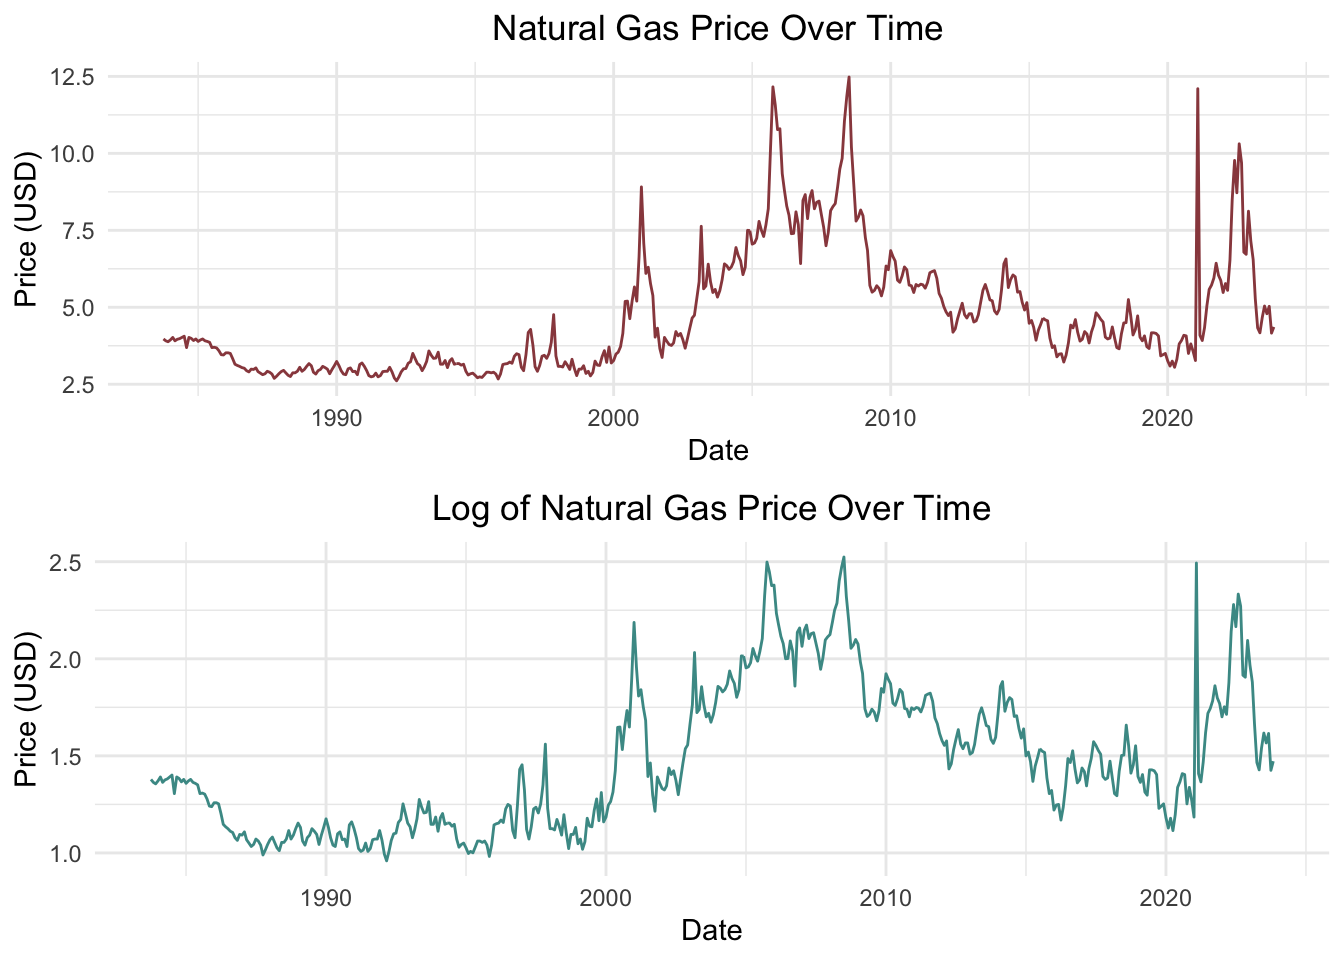 Natural Gas Price Over Time
Price (USD)
12.5
10.0
7.5
5.0
2.5
1990 2000 2010 2020
Date
Log of Natural Gas Price Over Time
Price (USD)
2.5
2.0
1.5
1.0
1990 2000 2010 2020
Date